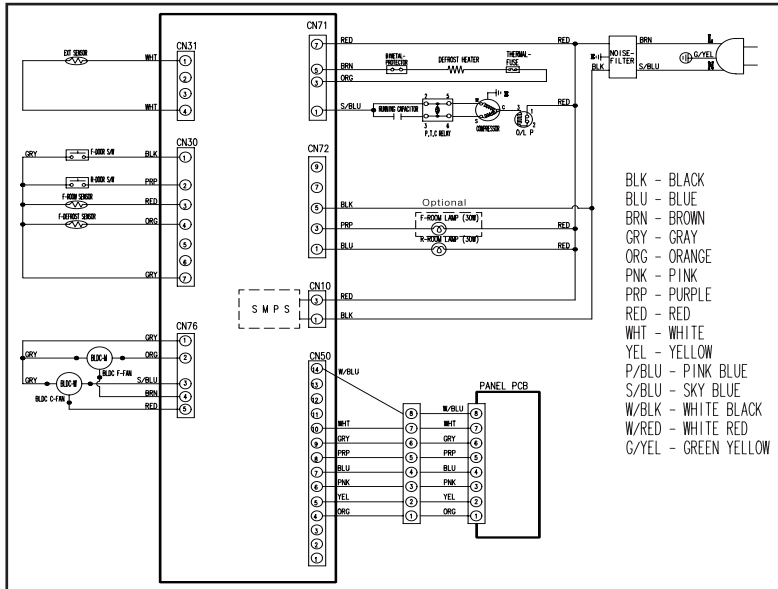 EXT SENSOR
WHT
WHT
CN31
1
2
3
4
CN30
GRY
F-DOOR S/W
BLK
1
R-DOOR S/W
PRP
2
F-ROOM SENSOR
RED
3
F-DEFROST SENSOR
ORG
4
5
6
GRY
7
CN76
GRY
1
GRY
BLDC-M
ORG
2
BLDC F-FAN
GRY
BLDC-M
S/BLU
3
BLDC C-FAN
BRN
4
RED
5
CN71
7
RED
RED
5
BRN
BIMETAL-
PROTECTOR
DEFROST HEATER
THERMAL-
FUSE
3
ORG
1
S/BLU
RUNNING CAPACITOR
2
5
3
6
P.T.C RELAY
S
C
COMPRESSOR
3
1
2
O/L P
RED
CN72
9
7
5
BLK
Optional
3
PRP
F-ROOM LAMP (30W)
RED
1
BLU
R-ROOM LAMP (30W)
RED
S M P S
CN10
3
RED
1
BLK
CN50
14
W/BLU
13
12
11
10
WHT
9
GRY
8
PRP
7
BLU
6
PNK
5
YEL
4
ORG
3
2
1
8
7
6
5
4
3
2
1
W/BLU
WHT
GRY
PRP
BLU
PNK
YEL
ORG
PANEL PCB
8
7
6
5
4
3
2
1
NOISE-
FILTER
BLK
BRN
L
G/YEL
S/BLU
N
BLK - BLACK
BLU - BLUE
BRN - BROWN
GRY - GRAY
ORG - ORANGE
PNK - PINK
PRP - PURPLE
RED - RED
WHT - WHITE
YEL - YELLOW
P/BLU - PINK BLUE
S/BLU - SKY BLUE
W/BLK - WHITE BLACK
W/RED - WHITE RED
G/YEL - GREEN YELLOW